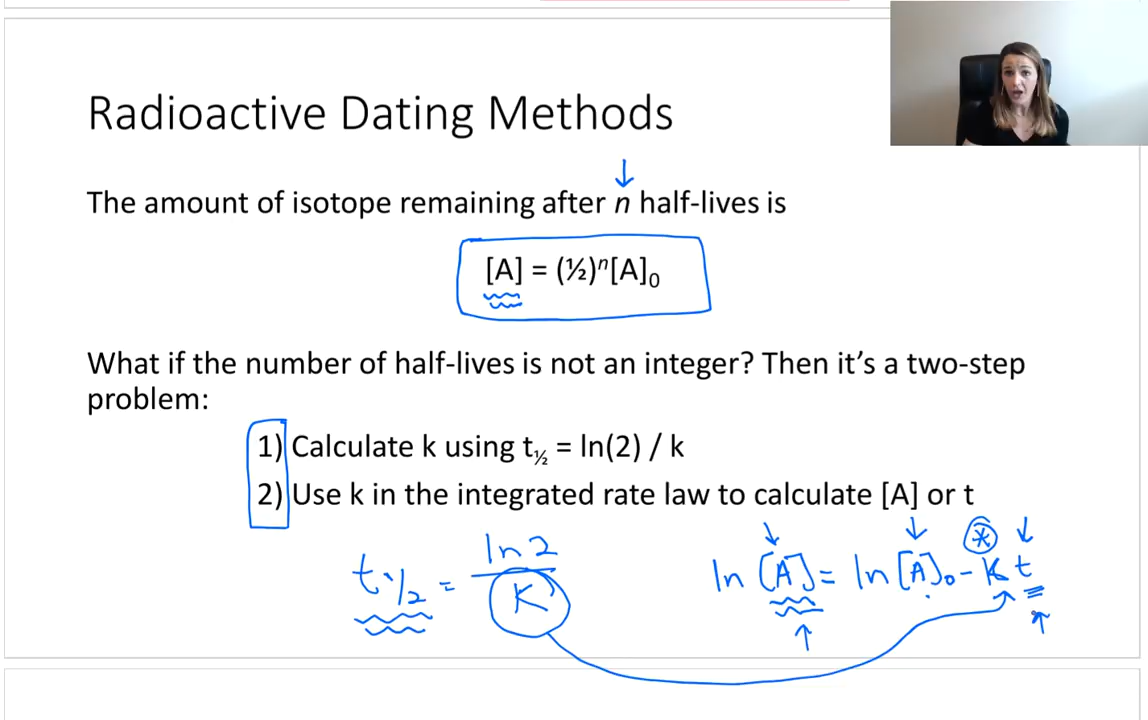 Radioactive Dating Methods
The amount of isotope remaining after n half-lives is
[A] = (½)ⁿ[A]₀
What if the number of half-lives is not an integer? Then it’s a two-step
problem:
1) Calculate k using t½ = ln(2) / k
2) Use k in the integrated rate law to calculate [A] or t
t1/2 = ln2/K
ln [A] = ln [A]₀ - Kt